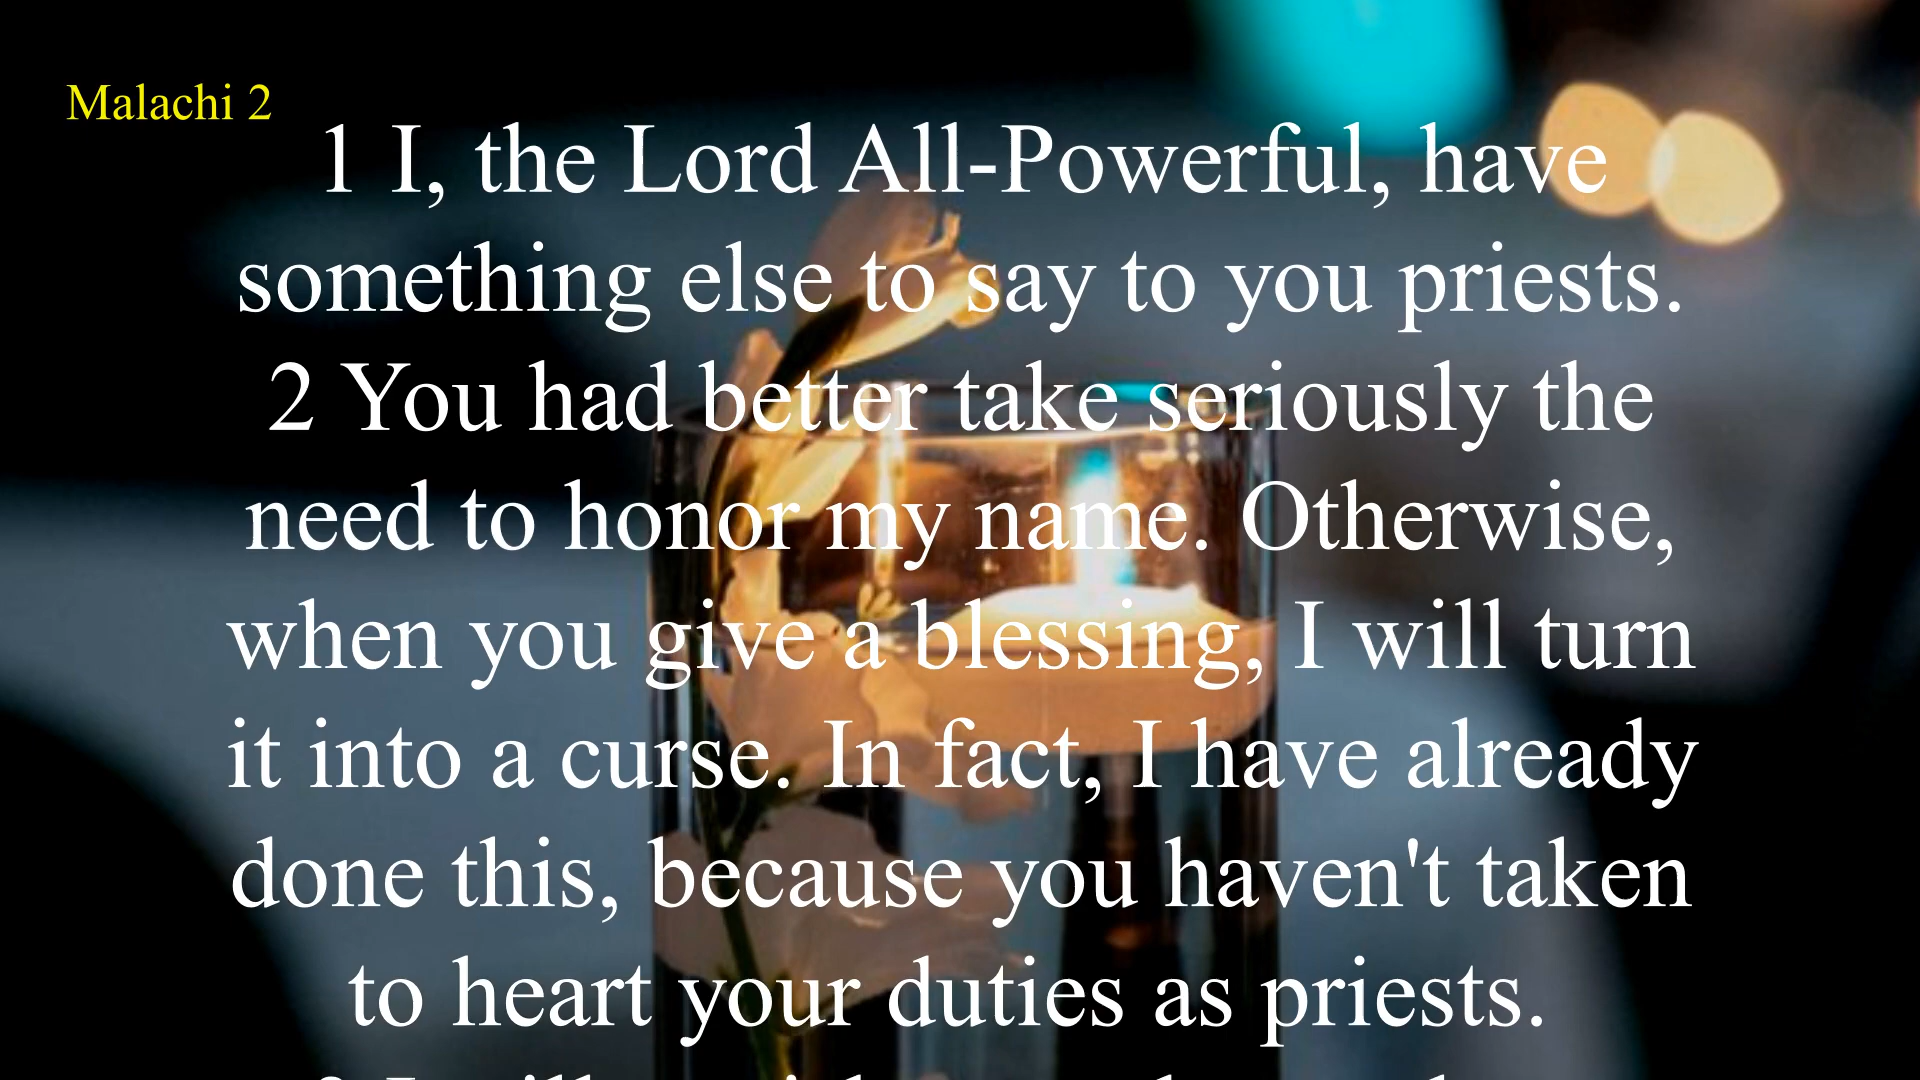 Malachi 2
1 I, the Lord All-Powerful, have
something else to say to you priests.
2 You had better take seriously the
need to honor my name. Otherwise,
when you give a blessing, I will turn
it into a curse. In fact, I have already
done this, because you haven't taken
to heart your duties as priests.